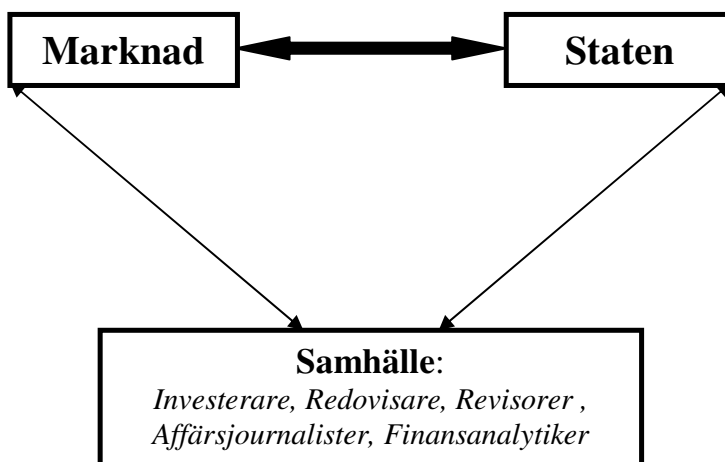 Marknad
Staten
Samhälle:
Investerare, Redovisare, Revisorer ,
Affärsjournalister, Finansanalytiker